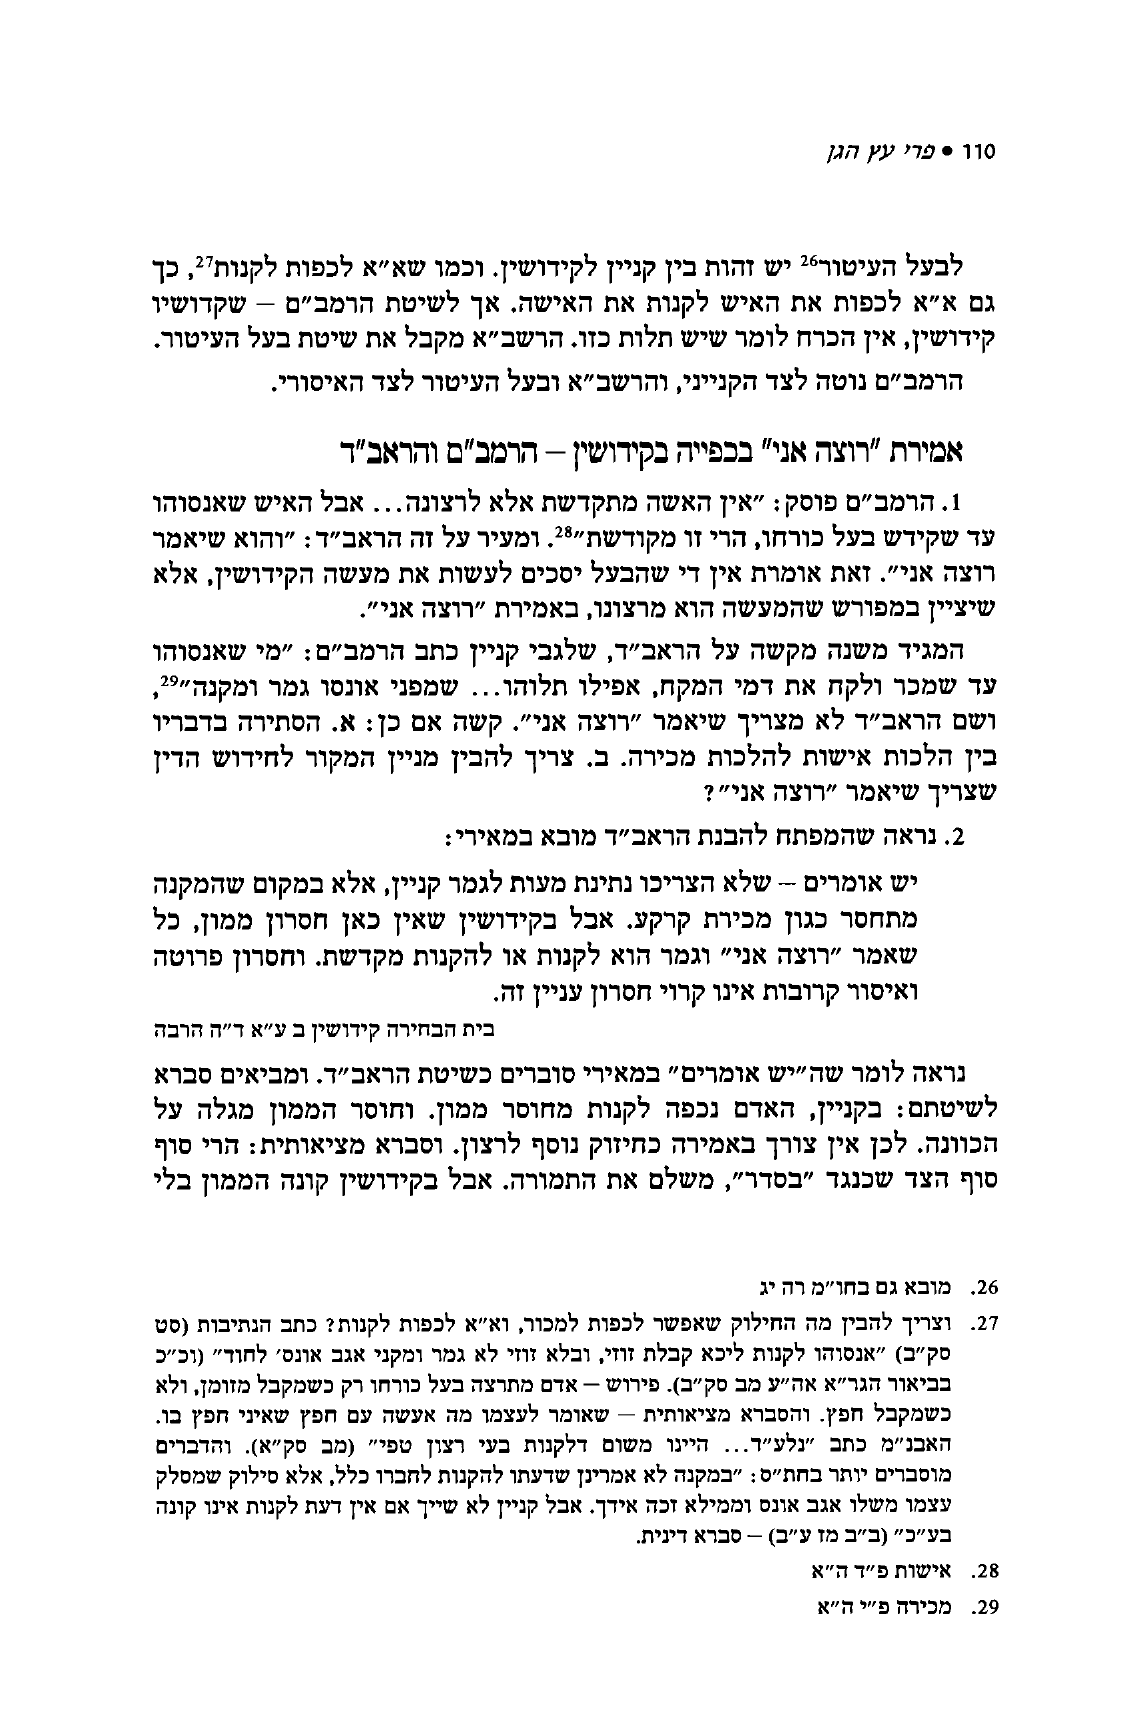 110 • פרי עץ הגן
לבעל העיטור26 יש זהות בין קניין לקידושין. וכמו שא״א לכפות לקנות27, כך
גם א״א לכפות את האיש לקנות את האישה. אך לשיטת הרמב״ם – שקדושיו
קידושין, אין הכרח לומר שיש תלות כזו. הרשב״א מקבל את שיטת בעל העיטור.
הרמב״ם נוטה לצד הקנייני, והרשב״א ובעל העיטור לצד האיסורי.
אמירת ״רוצה אני״ בכפייה בקידושין – הרמב״ם והראב״ד
1. הרמב״ם פוסק: ״אין האשה מתקדשת אלא לרצונה... אבל האיש שאנסוהו
עד שקידש בעל כורחו, הרי זו מקודשת״28. ומעיר על זה הראב״ד: ״והוא שיאמר
רוצה אני״. זאת אומרת אין די שהבעל יסכים לעשות את מעשה הקידושין, אלא
שיציין במפורש שהמעשה הוא מרצונו, באמירת ״רוצה אני״.
המגיד משנה מקשה על הראב״ד, שלגבי קניין כתב הרמב״ם: ״מי שאנסוהו
עד שמכר ולקח את דמי המקח, אפילו תלוהו... שמפני אונסו גמר ומקנה״29,
ושם הראב״ד לא מצריך שיאמר ״רוצה אני״. קשה אם כן: א. הסתירה בדבריו
בין הלכות אישות להלכות מכירה. ב. צריך להבין מניין המקור לחידוש הדין
שצריך שיאמר ״רוצה אני״?
2. נראה שהמפתח להבנת הראב״ד מובא במאירי:
יש אומרים – שלא הצריכו נתינת מעות לגמר קניין, אלא במקום שהמקנה
מתחסר כגון מכירת קרקע. אבל בקידושין שאין כאן חסרון ממון, כל
שאמר ״רוצה אני״ וגמר הוא לקנות או להקנות מקדשת. וחסרון פרוטה
ואיסור קרובות אינו קרוי חסרון עניין זה.
בית הבחירה קידושין ב ע״א ד״ה הרבה
נראה לומר שה״יש אומרים״ במאירי סוברים כשיטת הראב״ד. ומביאים סברא
לשיטתם: בקניין, האדם נכפה לקנות מחוסר ממון. וחוסר הממון מגלה על
הכוונה. לכן אין צורך באמירה כחיזוק נוסף לרצון. וסברא מציאותית: הרי סוף
סוף הצד שכנגד ״בסדר״, משלם את התמורה. אבל בקידושין קונה הממון בלי
26. מובא גם בחו״מ רה יג
27. וצריך להבין מה החילוק שאפשר לכפות למכור, וא״א לכפות לקנות? כתב הנתיבות (סט
סק״ב) ״אנסוהו לקנות ליכא קבלת זוזי, ובלא זוזי לא גמר ומקני אגב אונס׳ לחוד״ (וכ״כ
בביאור הגר״א אה״ע מב סק״ב). פירוש – אדם מתרצה בעל כורחו רק כשמקבל מזומן, ולא
כשמקבל חפץ. והסברא מציאותית – שאומר לעצמו מה אעשה עם חפץ שאיני חפץ בו.
האבנ״מ כתב ״נלע״ד... היינו משום דלקנות בעי רצון טפי״ (מב סק״א). והדברים
מוסברים יותר בחת״ס: ״במקנה לא אמרינן שדעתו להקנות לחברו כלל, אלא סילוק שמסלק
עצמו משלו אגב אונס וממילא זכה אידך. אבל קניין לא שייך אם אין דעת לקנות אינו קונה
בע״כ״ (ב״ב מז ע״ב) – סברא דינית.
28. אישות פ״ד ה״א
29. מכירה פ״י ה״א